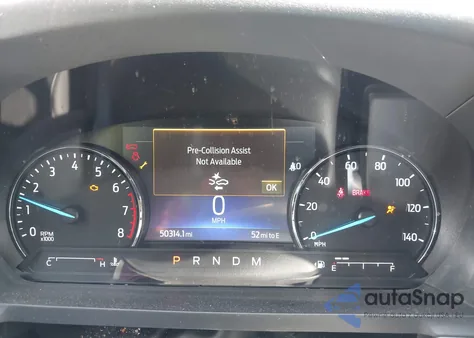 Pre-Collision Assist
Not Available
OK
0
MPH
50314.1 mi
52 mi to E
1 2 3 4 5 6 7 8
RPM
x1000
0 20 40 60 80 100 120 140
MPH
BRAKE
C H
P R N D M
E F
autoSnap